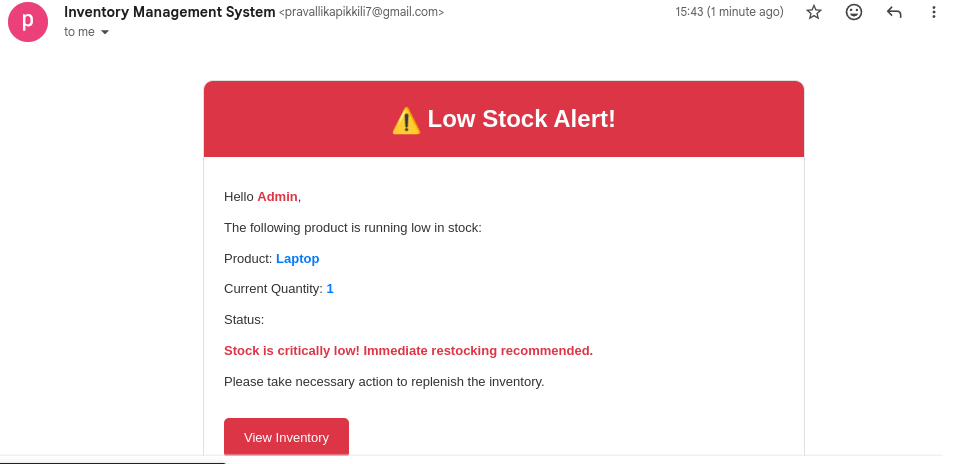 p
Inventory Management System <pravallikapikkili7@gmail.com>
15:43 (1 minute ago)
to me
Low Stock Alert!
Hello Admin,
The following product is running low in stock:
Product: Laptop
Current Quantity: 1
Status:
Stock is critically low! Immediate restocking recommended.
Please take necessary action to replenish the inventory.
View Inventory